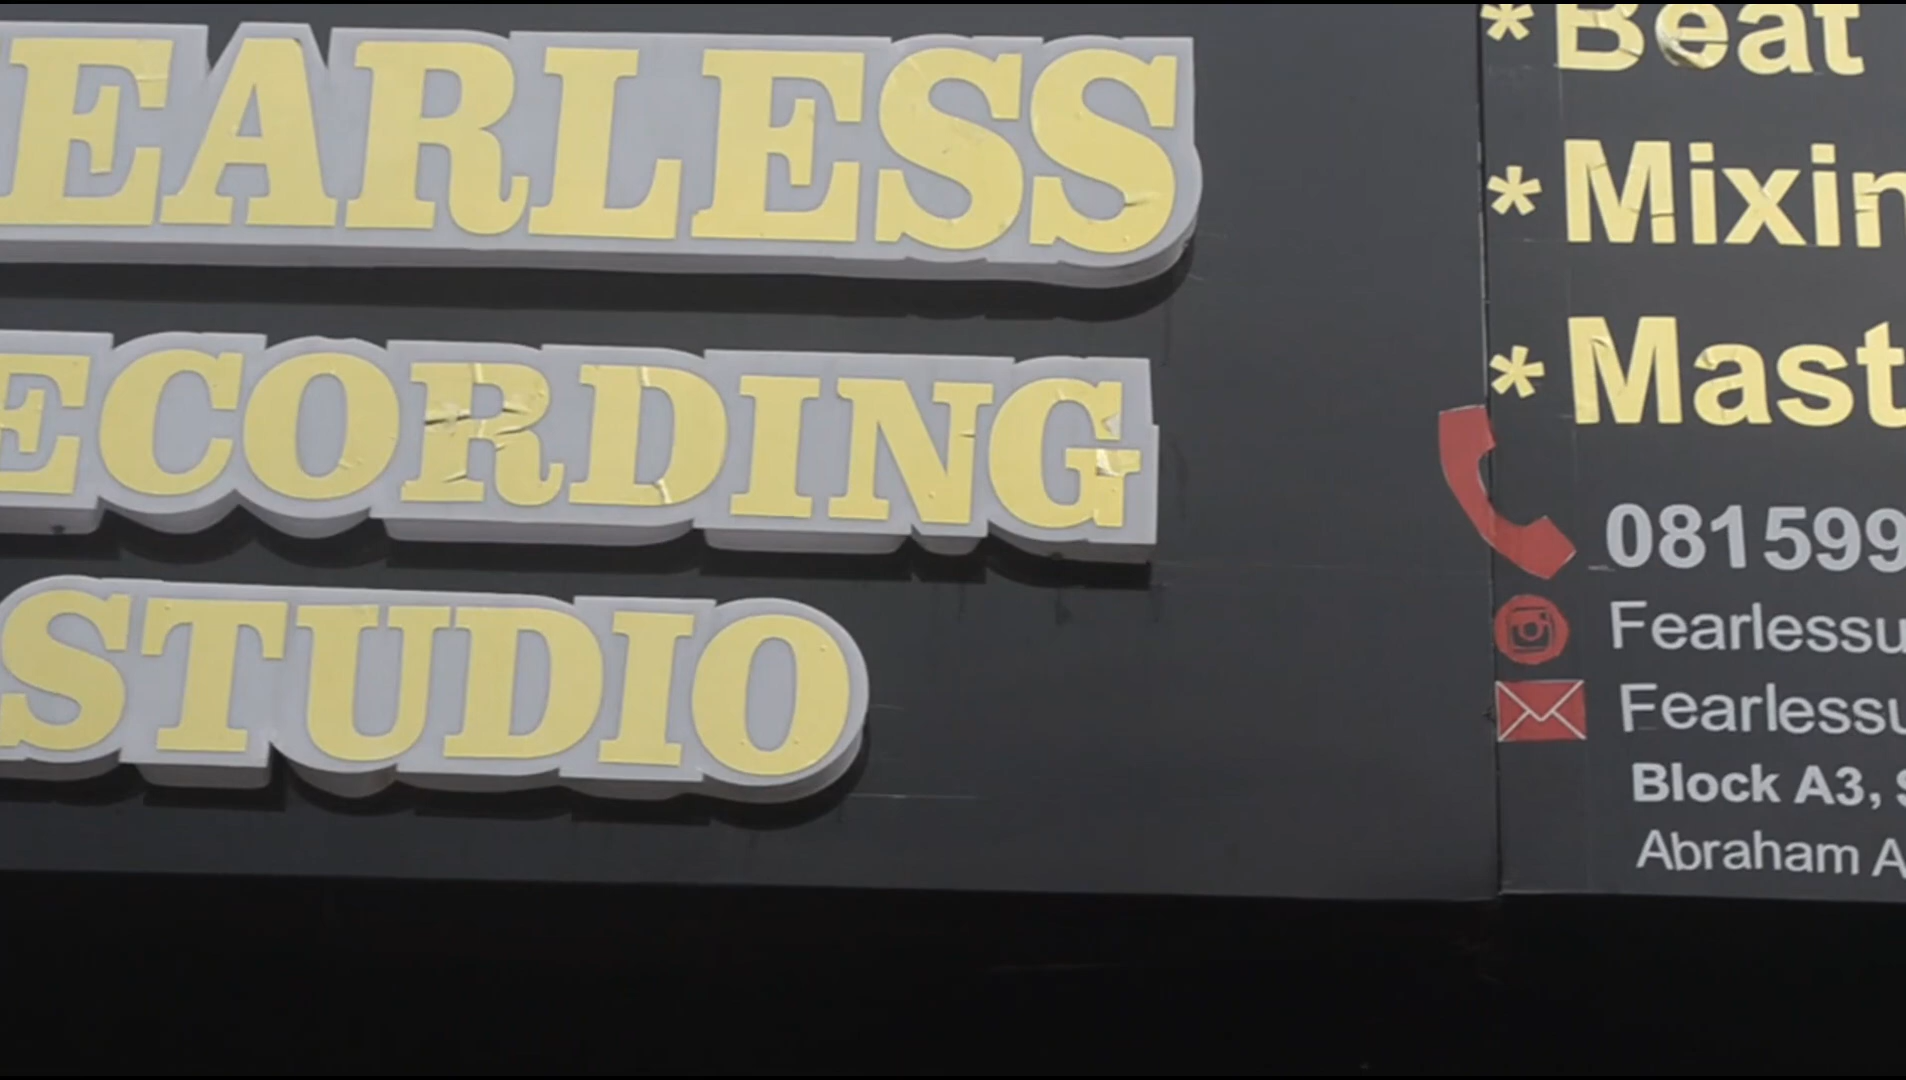 EARLESS
ECORDING
STUDIO
* Beat
* Mixin
* Mast
081599
Fearlessu
Fearlessu
Block A3, S
Abraham A